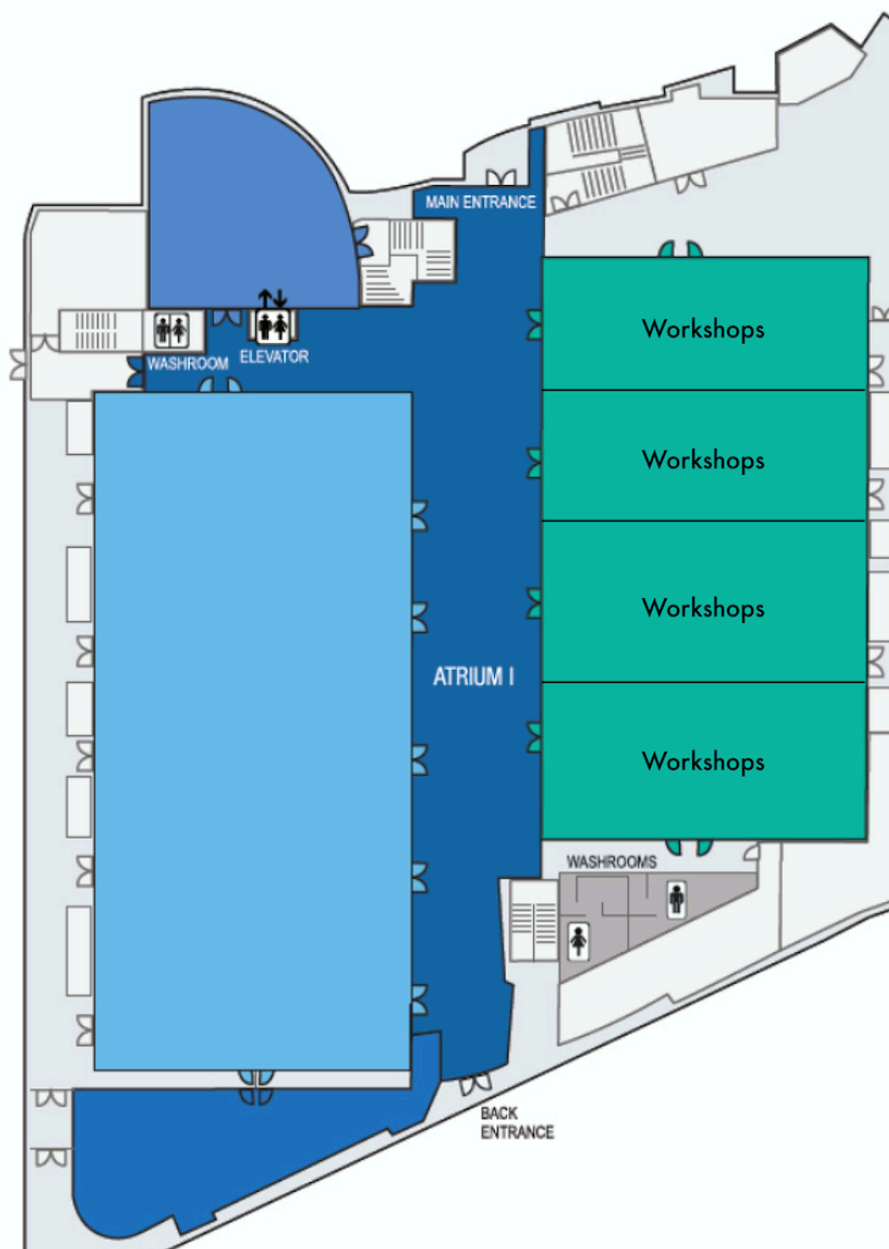 MAIN ENTRANCE
Workshops
WASHROOM
ELEVATOR
Workshops
Workshops
ATRIUM I
Workshops
WASHROOMS
BACK
ENTRANCE